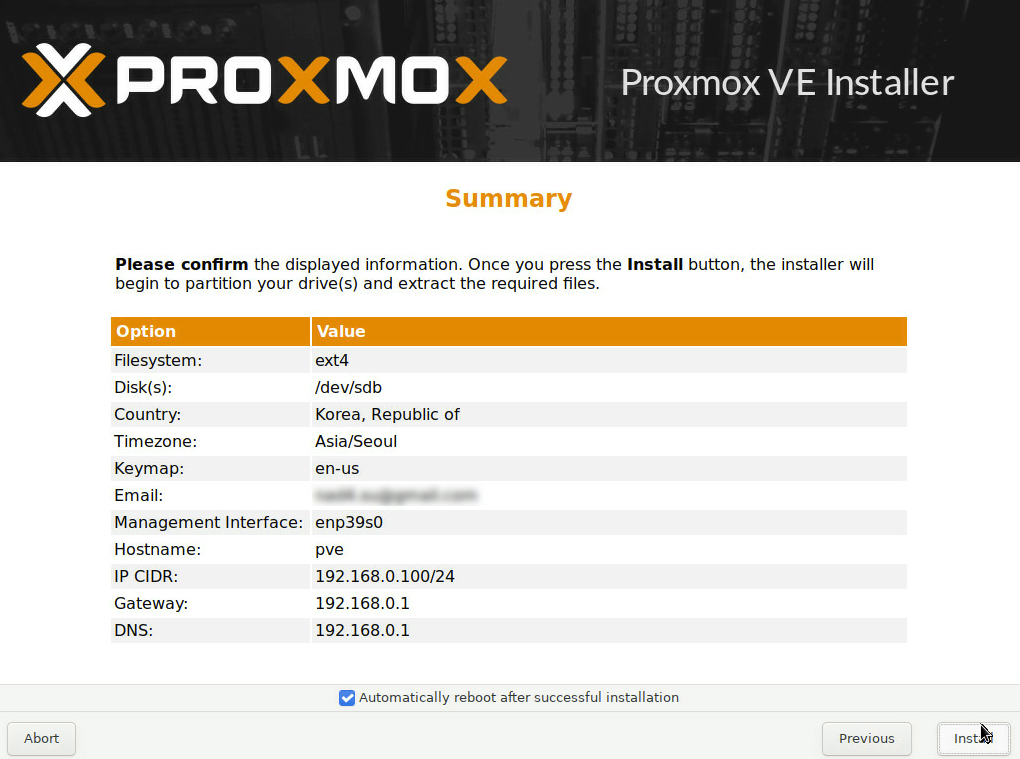 PROXMOX
Proxmox VE Installer
Summary
Please confirm the displayed information. Once you press the Install button, the installer will
begin to partition your drive(s) and extract the required files.
Option Value
Filesystem: ext4
Disk(s): /dev/sdb
Country: Korea, Republic of
Timezone: Asia/Seoul
Keymap: en-us
Email:
Management Interface: enp39s0
Hostname: pve
IP CIDR: 192.168.0.100/24
Gateway: 192.168.0.1
DNS: 192.168.0.1
Automatically reboot after successful installation
Abort Previous Install